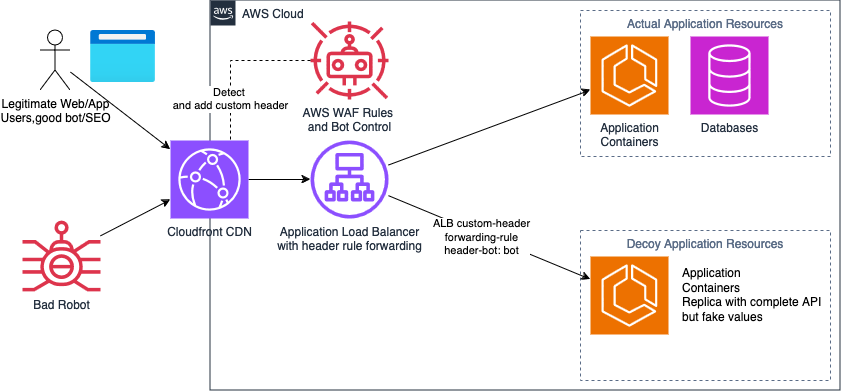 aws
AWS Cloud
Actual Application Resources
Legitimate Web/App
Users,good bot/SEO
Detect
and add custom header
AWS WAF Rules
and Bot Control
Application
Containers
Databases
Cloudfront CDN
Application Load Balancer
with header rule forwarding
ALB custom-header
forwarding-rule
header-bot: bot
Bad Robot
Decoy Application Resources
Application
Containers
Replica with complete API
but fake values